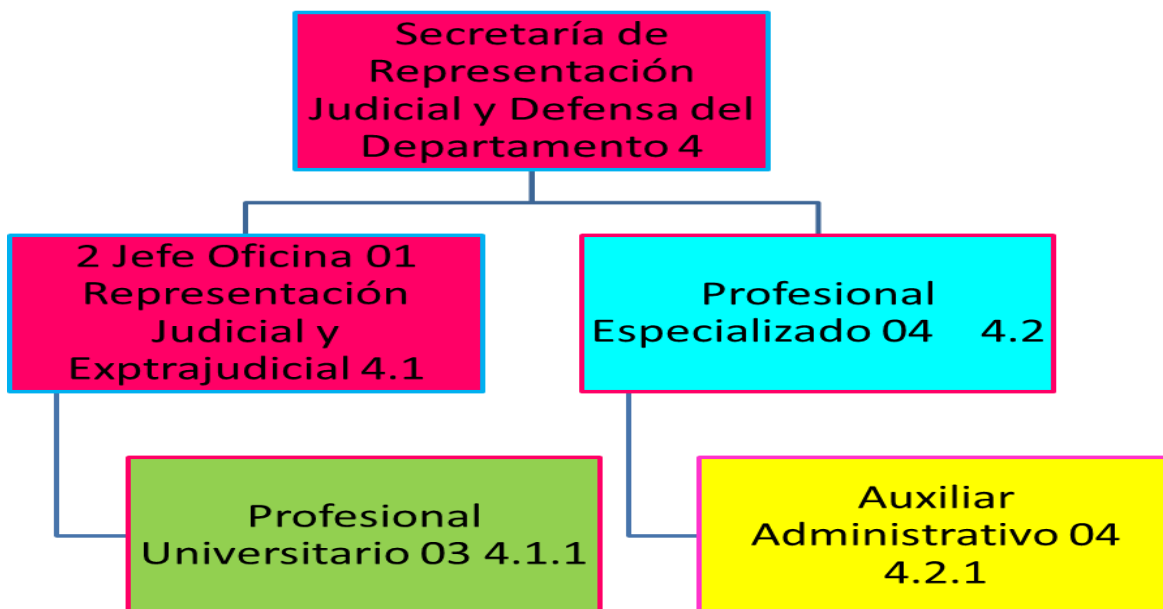 Secretaría de
Representación
Judicial y Defensa del
Departamento 4
2 Jefe Oficina 01
Representación
Judicial y
Exptrajudicial 4.1
Profesional
Especializado 04 4.2
Profesional
Universitario 03 4.1.1
Auxiliar
Administrativo 04
4.2.1